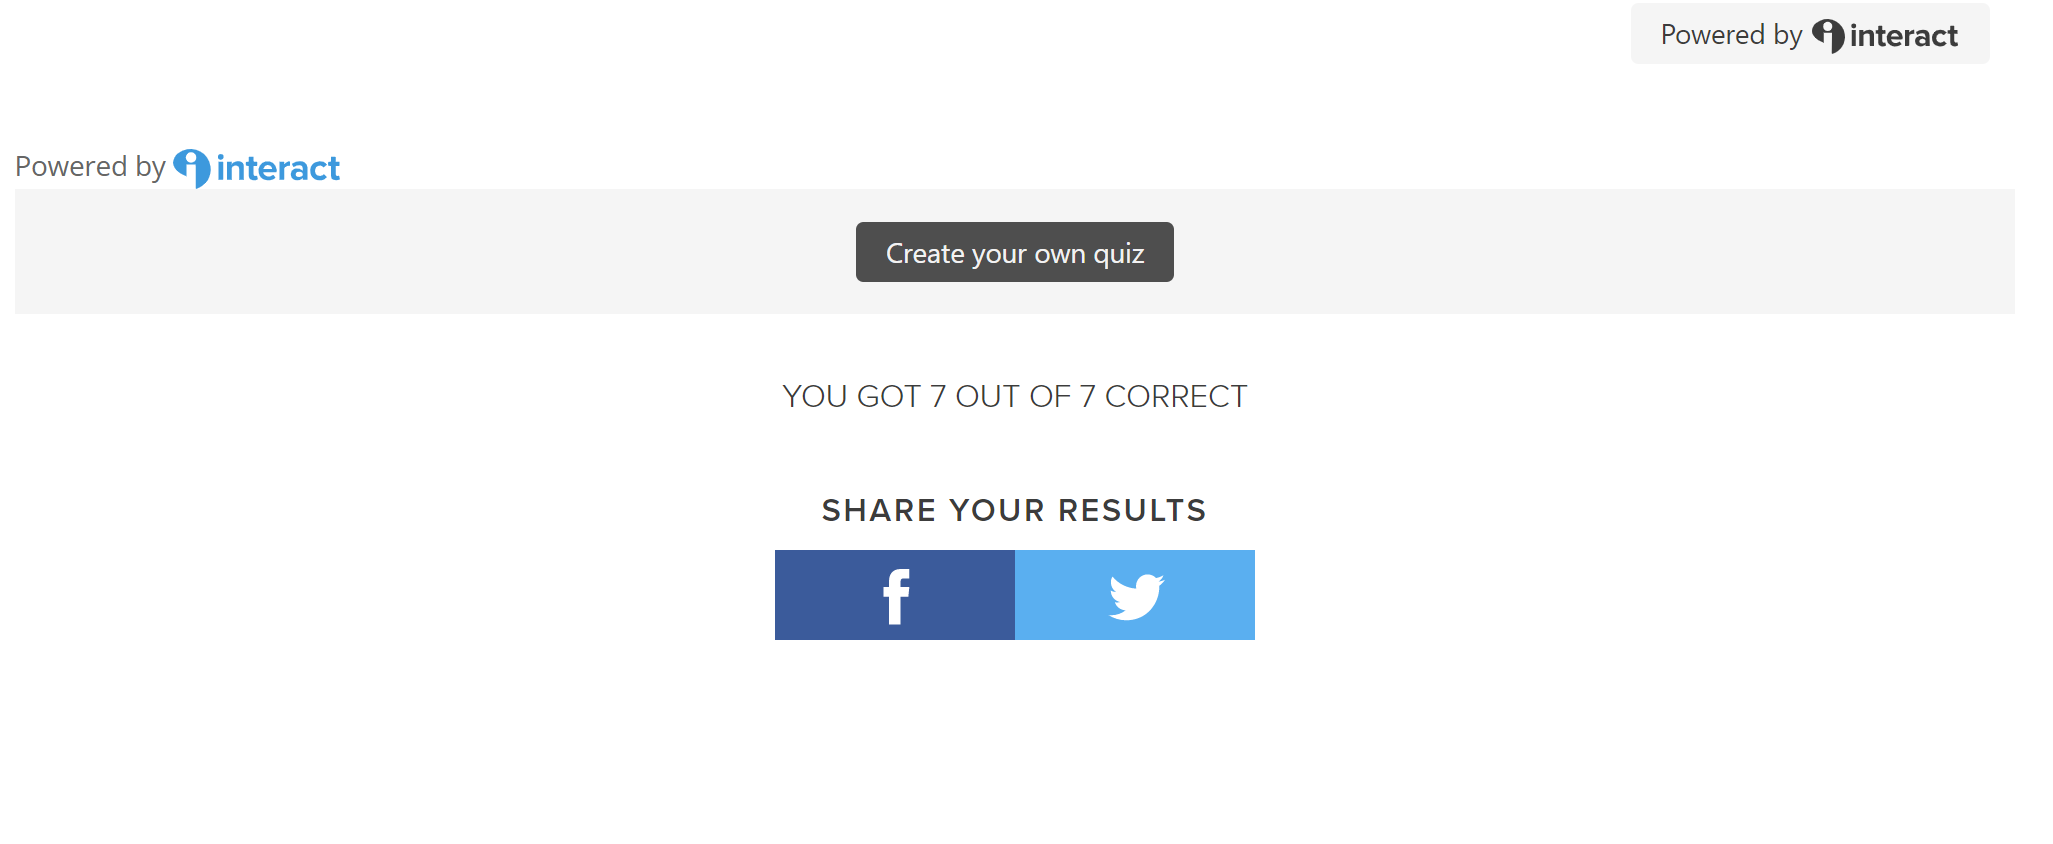 Powered by interact
Powered by interact
Create your own quiz
YOU GOT 7 OUT OF 7 CORRECT
SHARE YOUR RESULTS